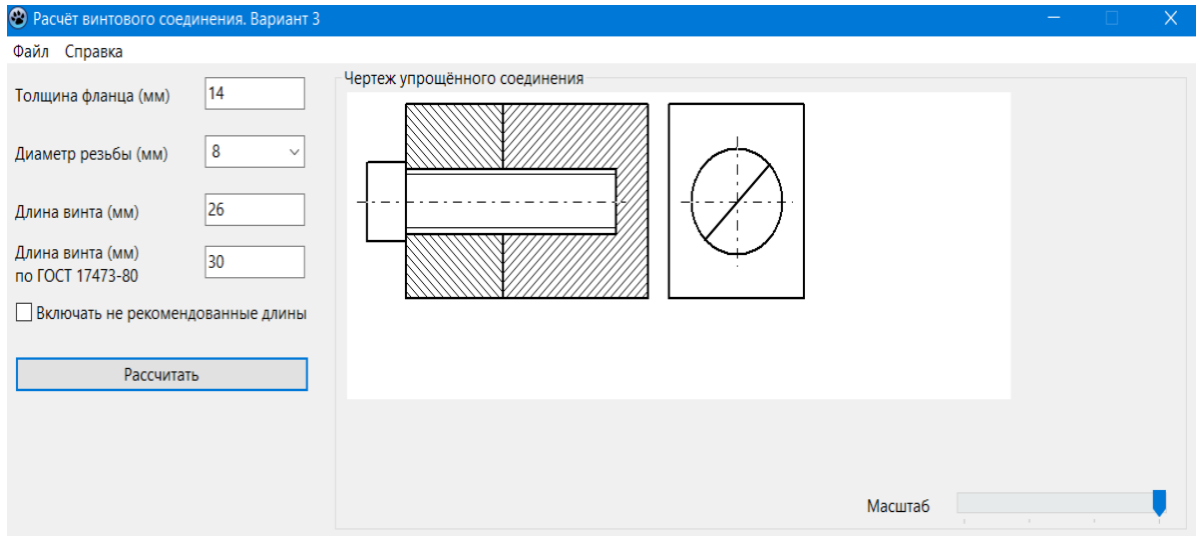 Расчёт винтового соединения. Вариант 3
Файл Справка
Толщина фланца (мм) 14
Диаметр резьбы (мм) 8
Длина винта (мм) 26
Длина винта (мм)
по ГОСТ 17473-80 30
Включать не рекомендованные длины
Рассчитать
Чертеж упрощённого соединения
Масштаб